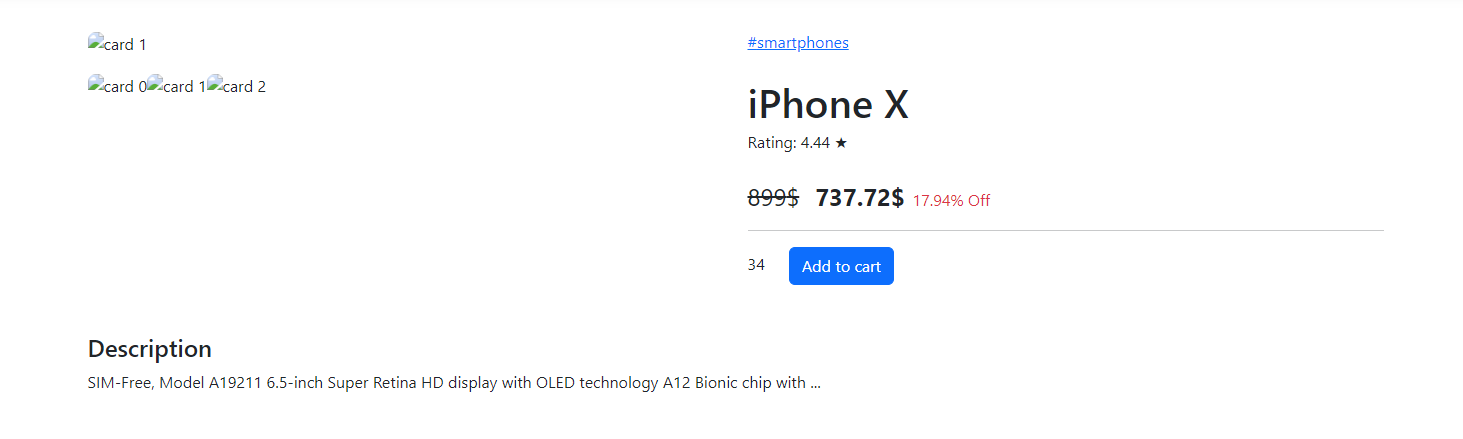 card 1
card 0 card 1 card 2
#smartphones
iPhone X
Rating: 4.44 ★
899$ 737.72$ 17.94% Off
34 Add to cart
Description
SIM-Free, Model A19211 6.5-inch Super Retina HD display with OLED technology A12 Bionic chip with ...